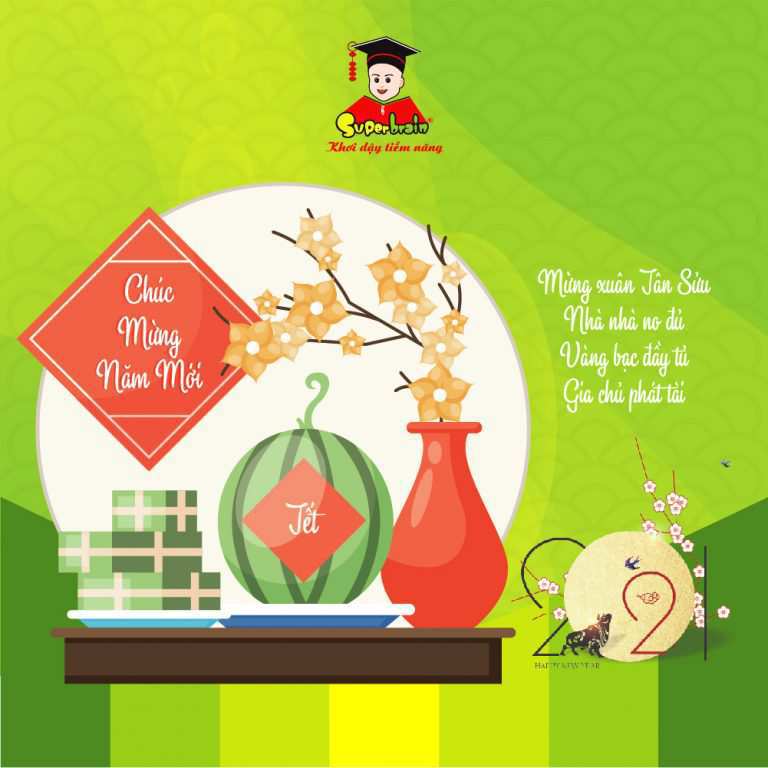 Superbrain®
Khơi dậy tiềm năng
Chúc
Mừng
Năm Mới
Mừng xuân Tân Sửu
Nhà nhà no đủ
Vàng bạc đầy tủ
Gia chủ phát tài
Tết
2021
HAPPY NEW YEAR